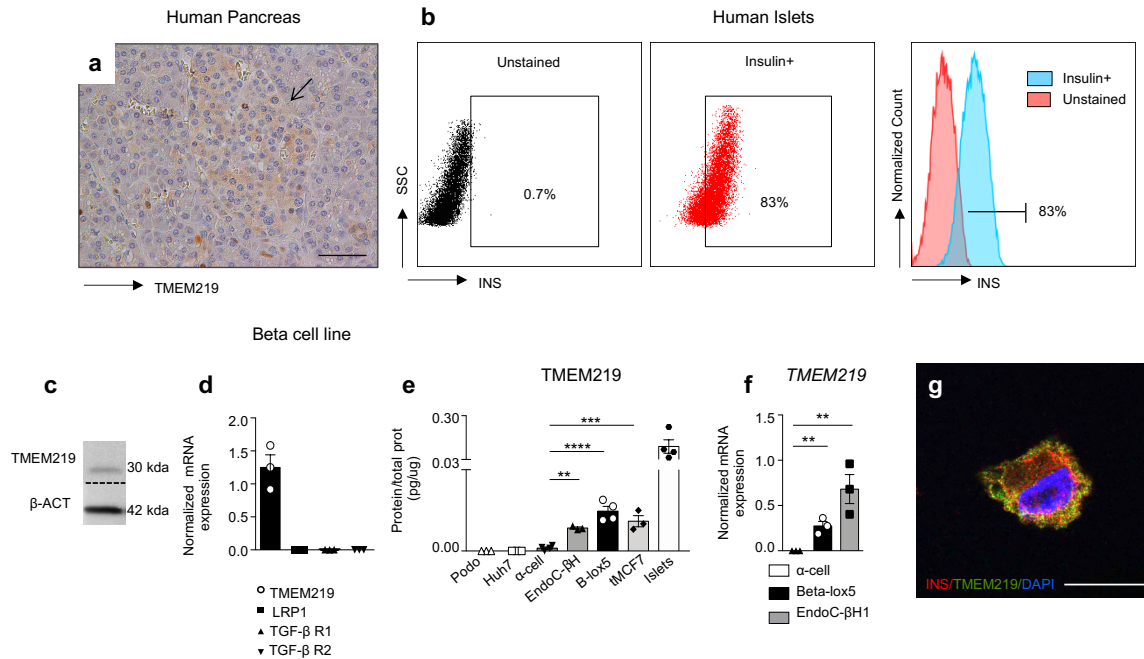 Human Pancreas
b
Human Islets
a
TMEM219
Unstained
0.7%
SSC
INS
Insulin+
83%
Normalized Count
Insulin+
Unstained
83%
INS
Beta cell line
c
TMEM219
30 kda
β-ACT
42 kda
d
Normalized mRNA
expression
2.0
1.5
1.0
0.5
0.0
TMEM219
LRP1
TGF-β R1
TGF-β R2
e
TMEM219
Protein/total prot
(pg/ug)
0.30
0.03
0.00
***
****
**
Podo
Huh7
α-cell
EndoC-βH
B-lox5
tMCF7
Islets
f
TMEM219
Normalized mRNA
expression
1.5
1.0
0.5
0.0
**
**
α-cell
Beta-lox5
EndoC-βH1
g
INS/TMEM219/DAPI